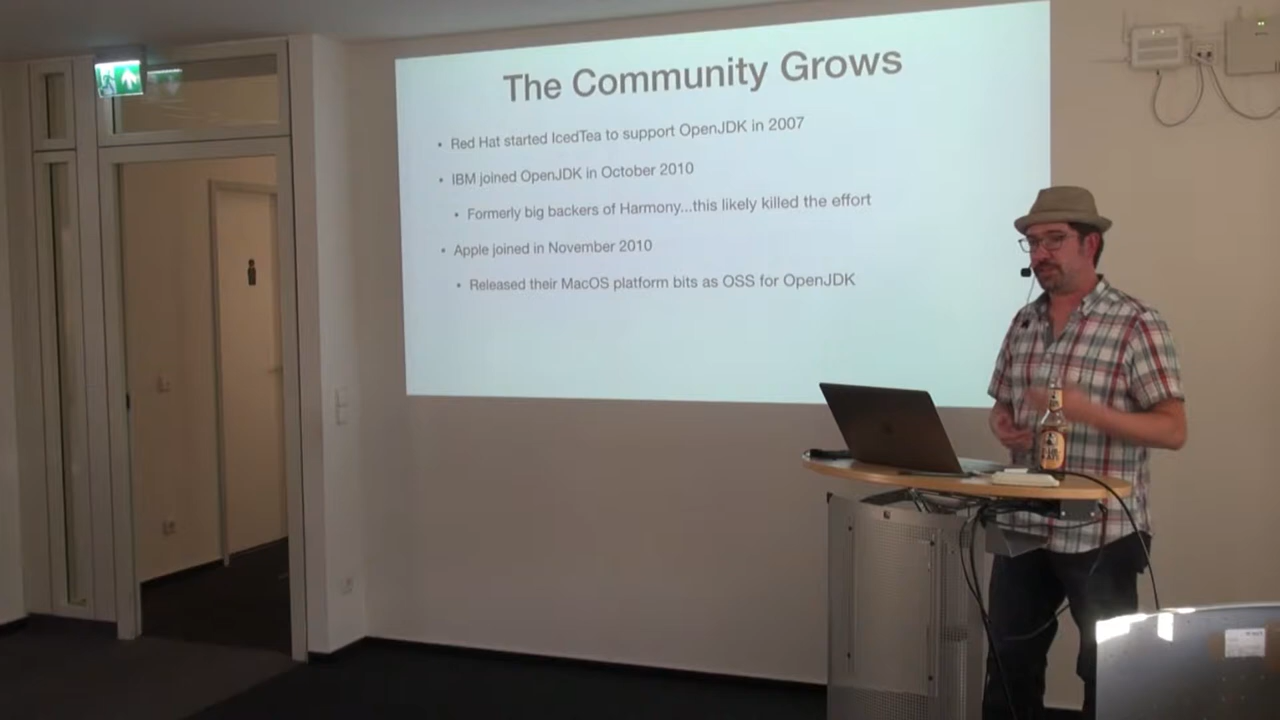 The Community Grows
• Red Hat started IcedTea to support OpenJDK in 2007
• IBM joined OpenJDK in October 2010
• Formerly big backers of Harmony...this likely killed the effort
• Apple joined in November 2010
• Released their MacOS platform bits as OSS for OpenJDK